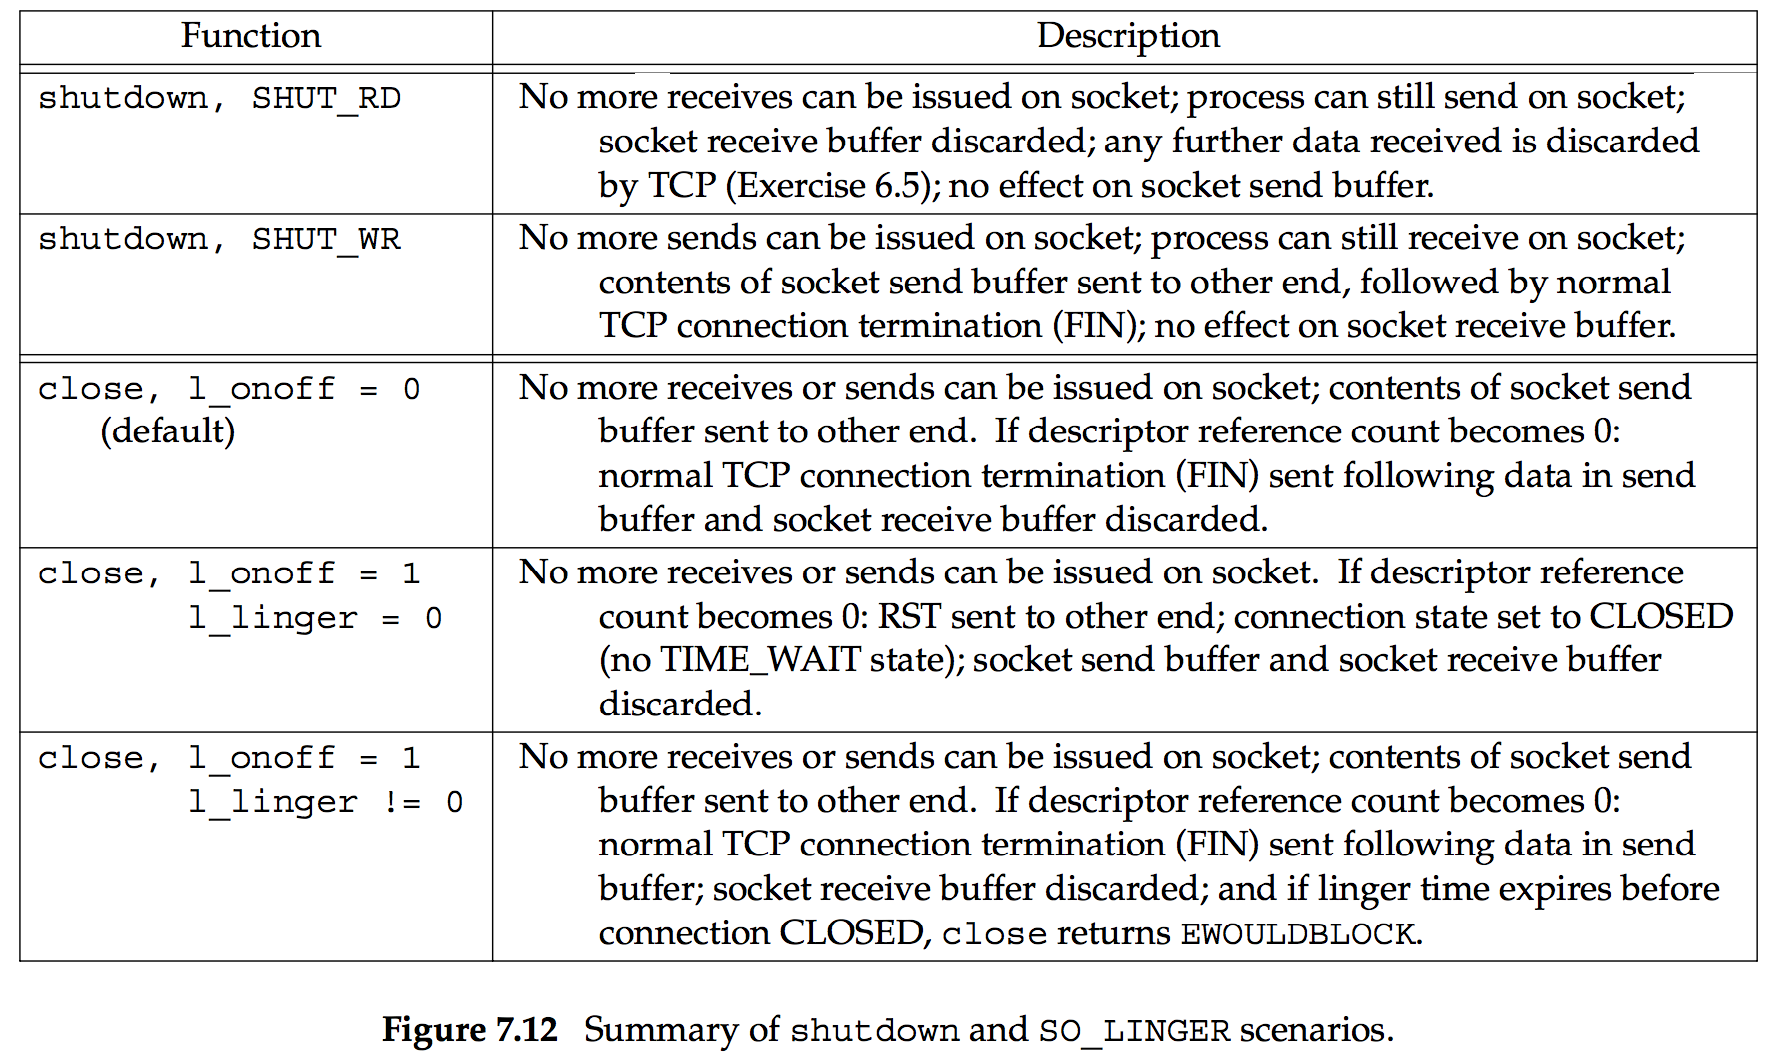 Function Description
shutdown, SHUT_RD No more receives can be issued on socket; process can still send on socket;
socket receive buffer discarded; any further data received is discarded
by TCP (Exercise 6.5); no effect on socket send buffer.
shutdown, SHUT_WR No more sends can be issued on socket; process can still receive on socket;
contents of socket send buffer sent to other end, followed by normal
TCP connection termination (FIN); no effect on socket receive buffer.
close, l_onoff = 0 No more receives or sends can be issued on socket; contents of socket send
(default) buffer sent to other end. If descriptor reference count becomes 0:
normal TCP connection termination (FIN) sent following data in send
buffer and socket receive buffer discarded.
close, l_onoff = 1 No more receives or sends can be issued on socket. If descriptor reference
l_linger = 0 count becomes 0: RST sent to other end; connection state set to CLOSED
(no TIME_WAIT state); socket send buffer and socket receive buffer
discarded.
close, l_onoff = 1 No more receives or sends can be issued on socket; contents of socket send
l_linger != 0 buffer sent to other end. If descriptor reference count becomes 0:
normal TCP connection termination (FIN) sent following data in send
buffer; socket receive buffer discarded; and if linger time expires before
connection CLOSED, close returns EWOULDBLOCK.
Figure 7.12 Summary of shutdown and SO_LINGER scenarios.